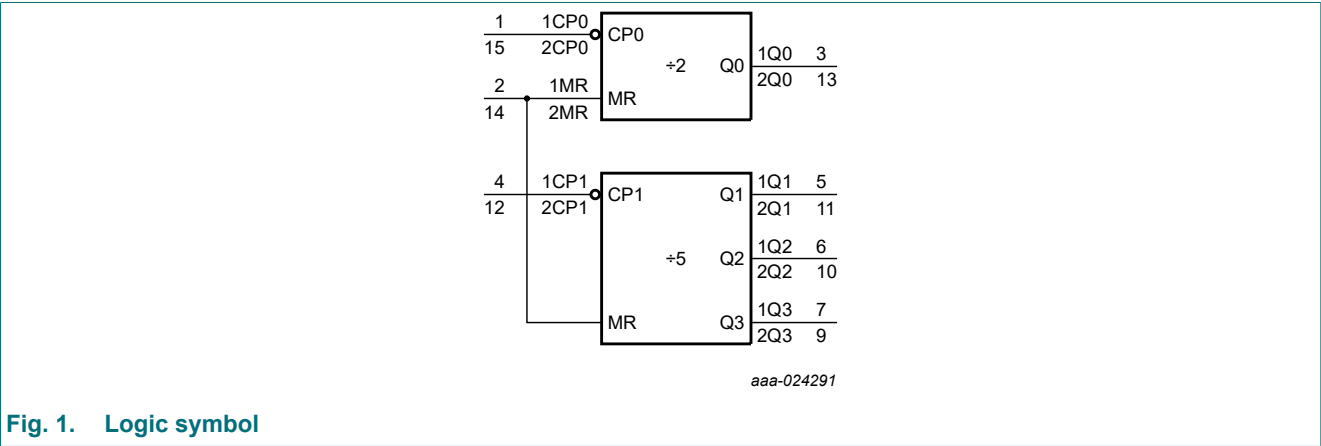 1 1CP0
15 2CP0
CP0
÷2 Q0
1Q0 3
2Q0 13
2 1MR
14 2MR
MR
4 1CP1
12 2CP1
CP1 Q1
1Q1 5
2Q1 11
÷5 Q2
1Q2 6
2Q2 10
MR Q3
1Q3 7
2Q3 9
aaa-024291
Fig. 1. Logic symbol